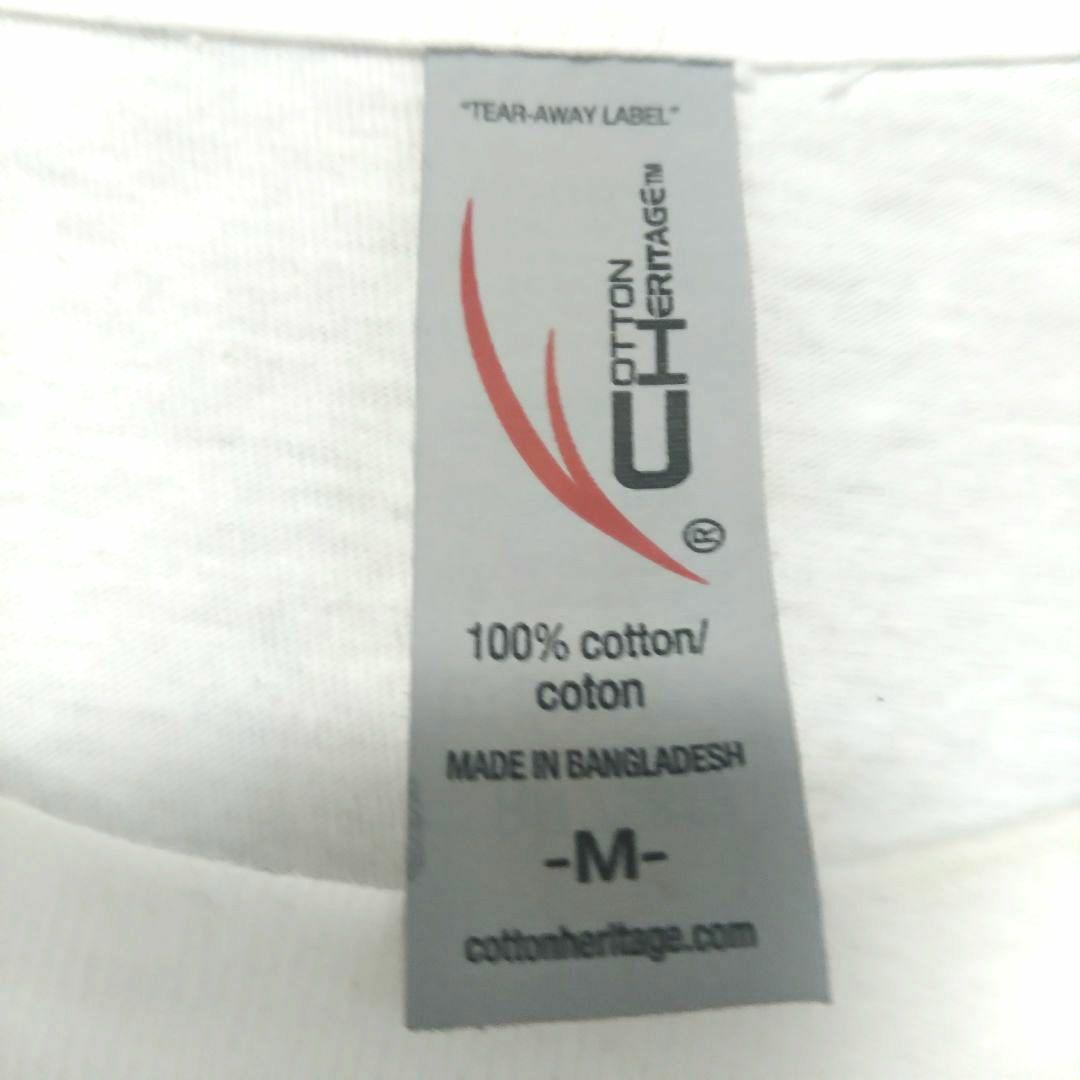 "TEAR-AWAY LABEL"
COTTON
HERITAGE™
®
100% cotton/
coton
MADE IN BANGLADESH
-M-
cottonheritage.com